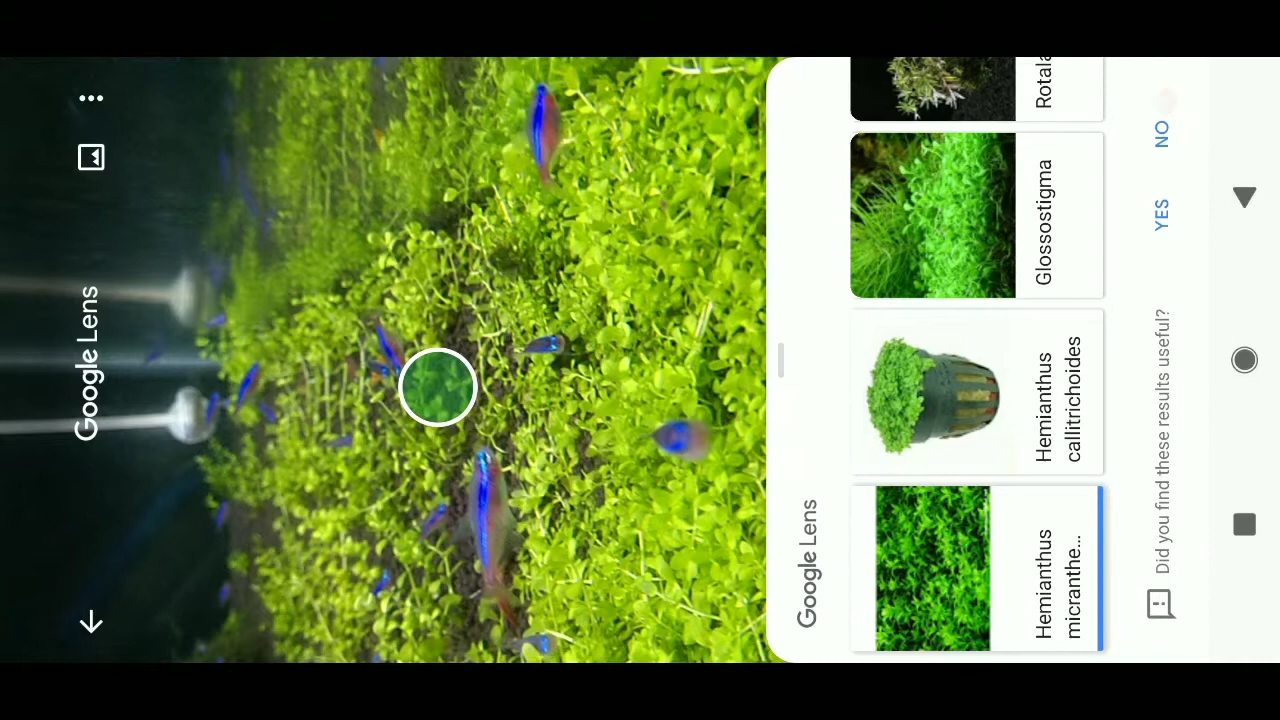 Google Lens
Google Lens
Hemianthus
micranthe...
Hemianthus
callitrichoides
Glossostigma
Rotala
Did you find these results useful?
YES
NO